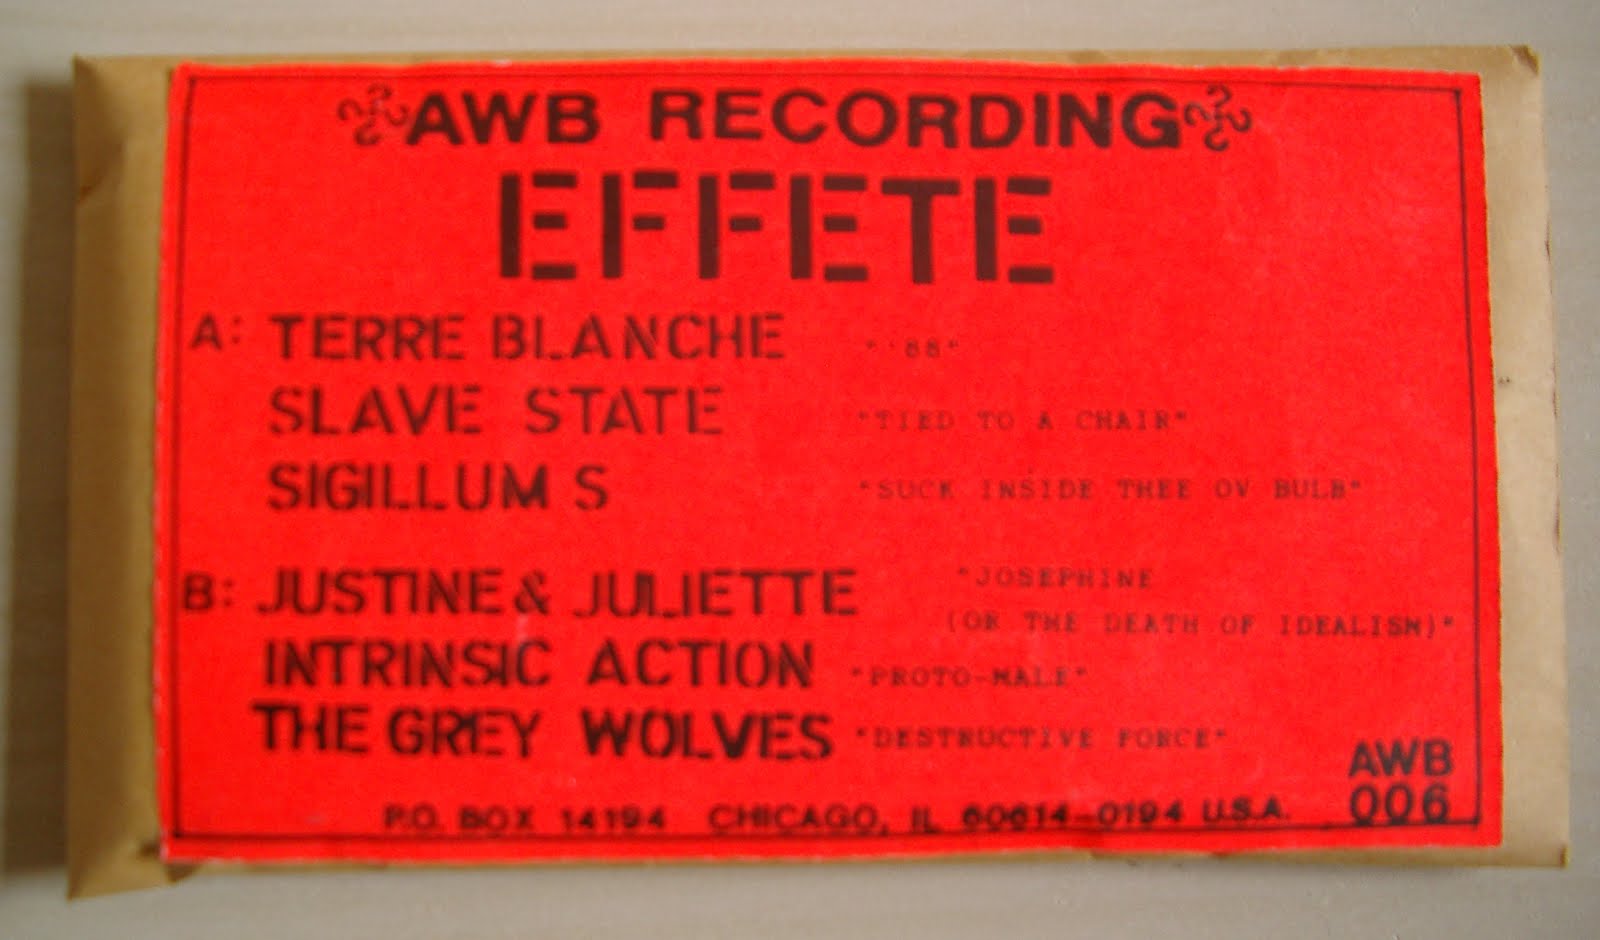 AWB RECORDING
EFFETE
A: TERRE BLANCHE "'88"
SLAVE STATE "TIED TO A CHAIR"
SIGILLUM S "SUCK INSIDE THEE OV BULB"
B: JUSTINE & JULIETTE "JOSEPHINE
(OR THE DEATH OF IDEALISM)"
INTRINSIC ACTION "PROTO-MALE"
THE GREY WOLVES "DESTRUCTIVE FORCE"
AWB
006
P.O. BOX 14194 CHICAGO, IL 60614-0194 U.S.A.